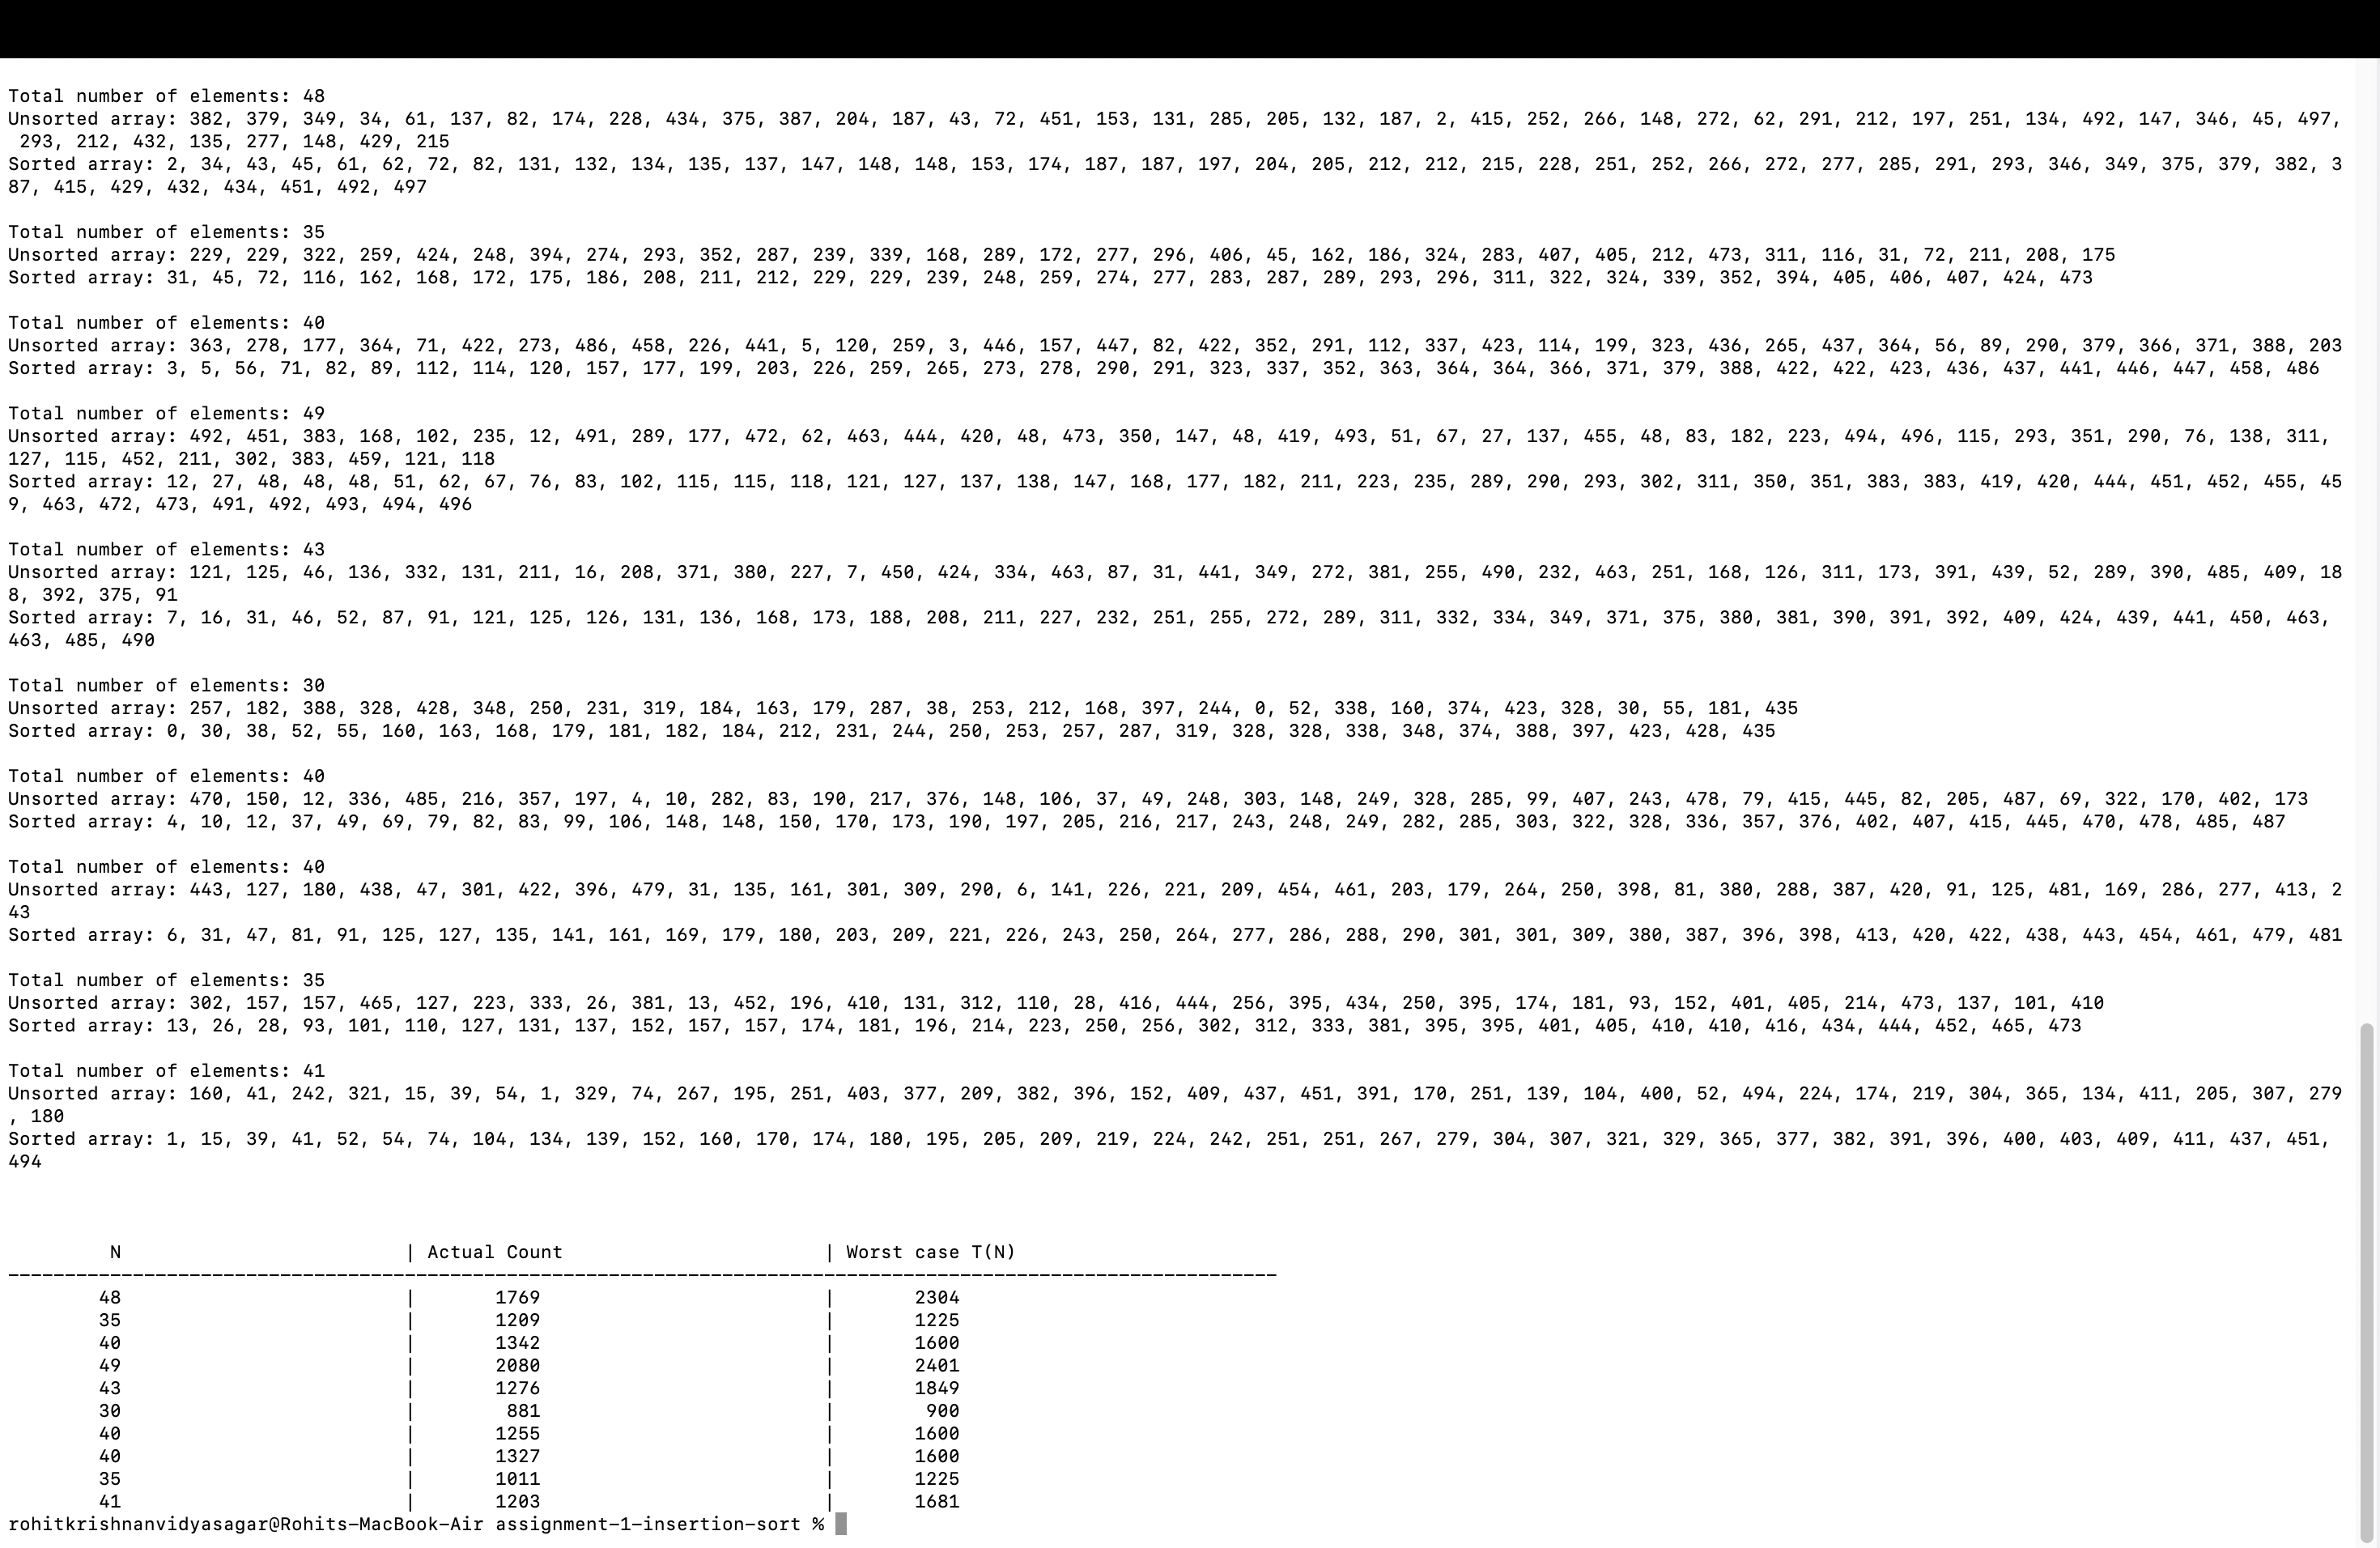 Total number of elements: 48
Unsorted array: 382, 379, 349, 34, 61, 137, 82, 174, 228, 434, 375, 387, 204, 187, 43, 72, 451, 153, 131, 285, 205, 132, 187, 2, 415, 252, 266, 148, 272, 62, 291, 212, 197, 251, 134, 492, 147, 346, 45, 497,
293, 212, 432, 135, 277, 148, 429, 215
Sorted array: 2, 34, 43, 45, 61, 62, 72, 82, 131, 132, 134, 135, 137, 147, 148, 148, 153, 174, 187, 187, 197, 204, 205, 212, 212, 215, 228, 251, 252, 266, 272, 277, 285, 291, 293, 346, 349, 375, 379, 382, 3
87, 415, 429, 432, 434, 451, 492, 497
Total number of elements: 35
Unsorted array: 229, 229, 322, 259, 424, 248, 394, 274, 293, 352, 287, 239, 339, 168, 289, 172, 277, 296, 406, 45, 162, 186, 324, 283, 407, 405, 212, 473, 311, 116, 31, 72, 211, 208, 175
Sorted array: 31, 45, 72, 116, 162, 168, 172, 175, 186, 208, 211, 212, 229, 229, 239, 248, 259, 274, 277, 283, 287, 289, 293, 296, 311, 322, 324, 339, 352, 394, 405, 406, 407, 424, 473
Total number of elements: 40
Unsorted array: 363, 278, 177, 364, 71, 422, 273, 486, 458, 226, 441, 5, 120, 259, 3, 446, 157, 447, 82, 422, 352, 291, 112, 337, 423, 114, 199, 323, 436, 265, 437, 364, 56, 89, 290, 379, 366, 371, 388, 203
Sorted array: 3, 5, 56, 71, 82, 89, 112, 114, 120, 157, 177, 199, 203, 226, 259, 265, 273, 278, 290, 291, 323, 337, 352, 363, 364, 364, 366, 371, 379, 388, 422, 422, 423, 436, 437, 441, 446, 447, 458, 486
Total number of elements: 49
Unsorted array: 492, 451, 383, 168, 102, 235, 12, 491, 289, 177, 472, 62, 463, 444, 420, 48, 473, 350, 147, 48, 419, 493, 51, 67, 27, 137, 455, 48, 83, 182, 223, 494, 496, 115, 293, 351, 290, 76, 138, 311,
127, 115, 452, 211, 302, 383, 459, 121, 118
Sorted array: 12, 27, 48, 48, 48, 51, 62, 67, 76, 83, 102, 115, 115, 118, 121, 127, 137, 138, 147, 168, 177, 182, 211, 223, 235, 289, 290, 293, 302, 311, 350, 351, 383, 383, 419, 420, 444, 451, 452, 455, 45
9, 463, 472, 473, 491, 492, 493, 494, 496
Total number of elements: 43
Unsorted array: 121, 125, 46, 136, 332, 131, 211, 16, 208, 371, 380, 227, 7, 450, 424, 334, 463, 87, 31, 441, 349, 272, 381, 255, 490, 232, 463, 251, 168, 126, 311, 173, 391, 439, 52, 289, 390, 485, 409, 18
8, 392, 375, 91
Sorted array: 7, 16, 31, 46, 52, 87, 91, 121, 125, 126, 131, 136, 168, 173, 188, 208, 211, 227, 232, 251, 255, 272, 289, 311, 332, 334, 349, 371, 375, 380, 381, 390, 391, 392, 409, 424, 439, 441, 450, 463,
463, 485, 490
Total number of elements: 30
Unsorted array: 257, 182, 388, 328, 428, 348, 250, 231, 319, 184, 163, 179, 287, 38, 253, 212, 168, 397, 244, 0, 52, 338, 160, 374, 423, 328, 30, 55, 181, 435
Sorted array: 0, 30, 38, 52, 55, 160, 163, 168, 179, 181, 182, 184, 212, 231, 244, 250, 253, 257, 287, 319, 328, 328, 338, 348, 374, 388, 397, 423, 428, 435
Total number of elements: 40
Unsorted array: 470, 150, 12, 336, 485, 216, 357, 197, 4, 10, 282, 83, 190, 217, 376, 148, 106, 37, 49, 248, 303, 148, 249, 328, 285, 99, 407, 243, 478, 79, 415, 445, 82, 205, 487, 69, 322, 170, 402, 173
Sorted array: 4, 10, 12, 37, 49, 69, 79, 82, 83, 99, 106, 148, 148, 150, 170, 173, 190, 197, 205, 216, 217, 243, 248, 249, 282, 285, 303, 322, 328, 336, 357, 376, 402, 407, 415, 445, 470, 478, 485, 487
Total number of elements: 40
Unsorted array: 443, 127, 180, 438, 47, 301, 422, 396, 479, 31, 135, 161, 301, 309, 290, 6, 141, 226, 221, 209, 454, 461, 203, 179, 264, 250, 398, 81, 380, 288, 387, 420, 91, 125, 481, 169, 286, 277, 413, 2
43
Sorted array: 6, 31, 47, 81, 91, 125, 127, 135, 141, 161, 169, 179, 180, 203, 209, 221, 226, 243, 250, 264, 277, 286, 288, 290, 301, 301, 309, 380, 387, 396, 398, 413, 420, 422, 438, 443, 454, 461, 479, 481
Total number of elements: 35
Unsorted array: 302, 157, 157, 465, 127, 223, 333, 26, 381, 13, 452, 196, 410, 131, 312, 110, 28, 416, 444, 256, 395, 434, 250, 395, 174, 181, 93, 152, 401, 405, 214, 473, 137, 101, 410
Sorted array: 13, 26, 28, 93, 101, 110, 127, 131, 137, 152, 157, 157, 174, 181, 196, 214, 223, 250, 256, 302, 312, 333, 381, 395, 395, 401, 405, 410, 410, 416, 434, 444, 452, 465, 473
Total number of elements: 41
Unsorted array: 160, 41, 242, 321, 15, 39, 54, 1, 329, 74, 267, 195, 251, 403, 377, 209, 382, 396, 152, 409, 437, 451, 391, 170, 251, 139, 104, 400, 52, 494, 224, 174, 219, 304, 365, 134, 411, 205, 307, 279
, 180
Sorted array: 1, 15, 39, 41, 52, 54, 74, 104, 134, 139, 152, 160, 170, 174, 180, 195, 205, 209, 219, 224, 242, 251, 251, 267, 279, 304, 307, 321, 329, 365, 377, 382, 391, 396, 400, 403, 409, 411, 437, 451,
494
N | Actual Count | Worst case T(N)
-----------------------------------------------------------------------------------------------------------------
48 | 1769 | 2304
35 | 1209 | 1225
40 | 1342 | 1600
49 | 2080 | 2401
43 | 1276 | 1849
30 | 881 | 900
40 | 1255 | 1600
40 | 1327 | 1600
35 | 1011 | 1225
41 | 1203 | 1681
rohitkrishnanvidyasagar@Rohits-MacBook-Air assignment-1-insertion-sort %